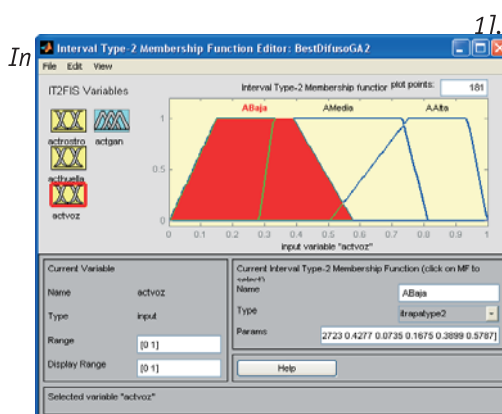 1].
In
Interval Type-2 Membership Function Editor: BestDifusoGA2
File Edit View
IT2FIS Variables
Interval Type-2 Membership function plot points: 181
actrostro actgan
acthuella
actvoz
ABaja AMedia AAlta
1
0.5
0
0 0.1 0.2 0.3 0.4 0.5 0.6 0.7 0.8 0.9 1
input variable "actvoz"
Current Variable
Name actvoz
Type input
Range [0 1]
Display Range [0 1]
Current Interval Type-2 Membership Function (click on MF to
select)
Name ABaja
Type itrapatype2
Params 2723 0.4277 0.0735 0.1675 0.3899 0.5787]
Help
Selected variable "actvoz"